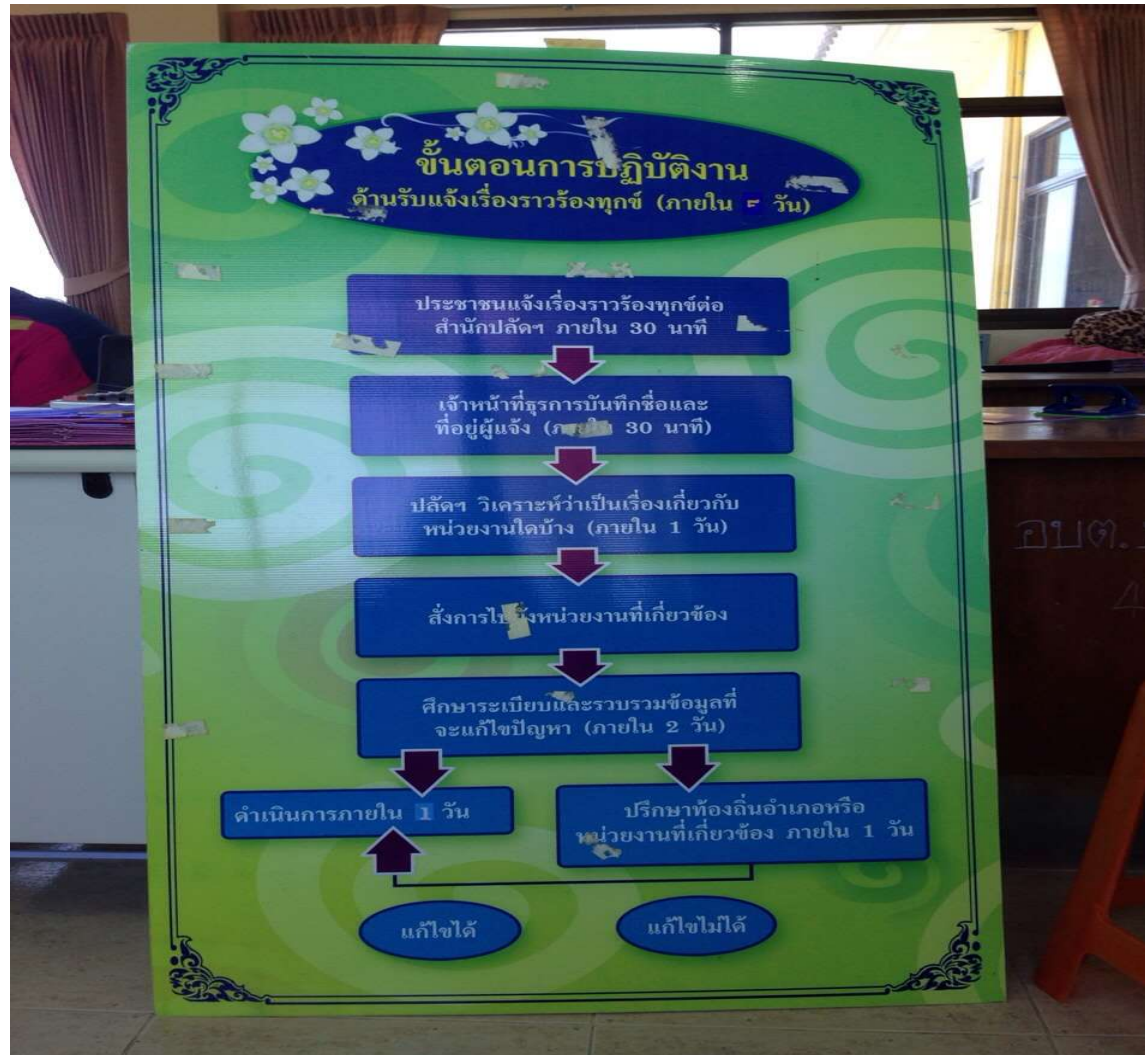 ขั้นตอนการปฏิบัติงาน
ด้านรับแจ้งเรื่องราวร้องทุกข์ (ภายใน วัน)
ประชาชนแจ้งเรื่องราวร้องทุกข์ต่อ
สำนักปลัดฯ ภายใน 30 นาที
เจ้าหน้าที่ธุรการบันทึกชื่อและ
ที่อยู่ผู้แจ้ง (ภายใน 30 นาที)
ปลัดฯ วิเคราะห์ว่าเป็นเรื่องเกี่ยวกับ
หน่วยงานใดบ้าง (ภายใน 1 วัน)
สั่งการไปยังหน่วยงานที่เกี่ยวข้อง
ศึกษาระเบียบและรวบรวมข้อมูลที่
จะแก้ไขปัญหา (ภายใน 2 วัน)
ดำเนินการภายใน 1 วัน
ปรึกษาท้องถิ่นอำเภอหรือ
หน่วยงานที่เกี่ยวข้อง ภายใน 1 วัน
แก้ไขได้
แก้ไขไม่ได้
อบต.